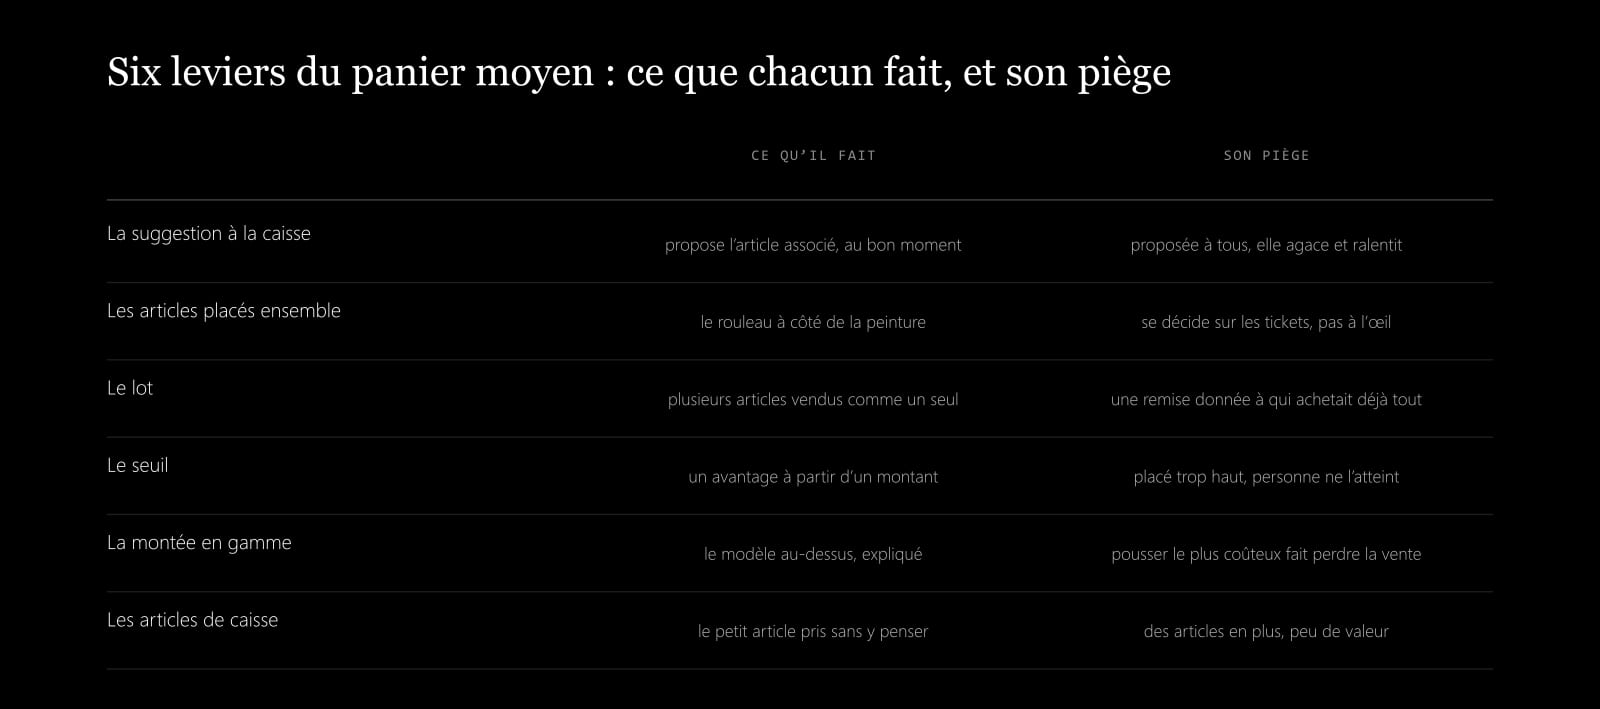 Six leviers du panier moyen : ce que chacun fait, et son piège
CE QU’IL FAIT SON PIÈGE
La suggestion à la caisse propose l’article associé, au bon moment proposée à tous, elle agace et ralentit
Les articles placés ensemble le rouleau à côté de la peinture se décide sur les tickets, pas à l’œil
Le lot plusieurs articles vendus comme un seul une remise donnée à qui achetait déjà tout
Le seuil un avantage à partir d’un montant placé trop haut, personne ne l’atteint
La montée en gamme le modèle au-dessus, expliqué pousser le plus coûteux fait perdre la vente
Les articles de caisse le petit article pris sans y penser des articles en plus, peu de valeur